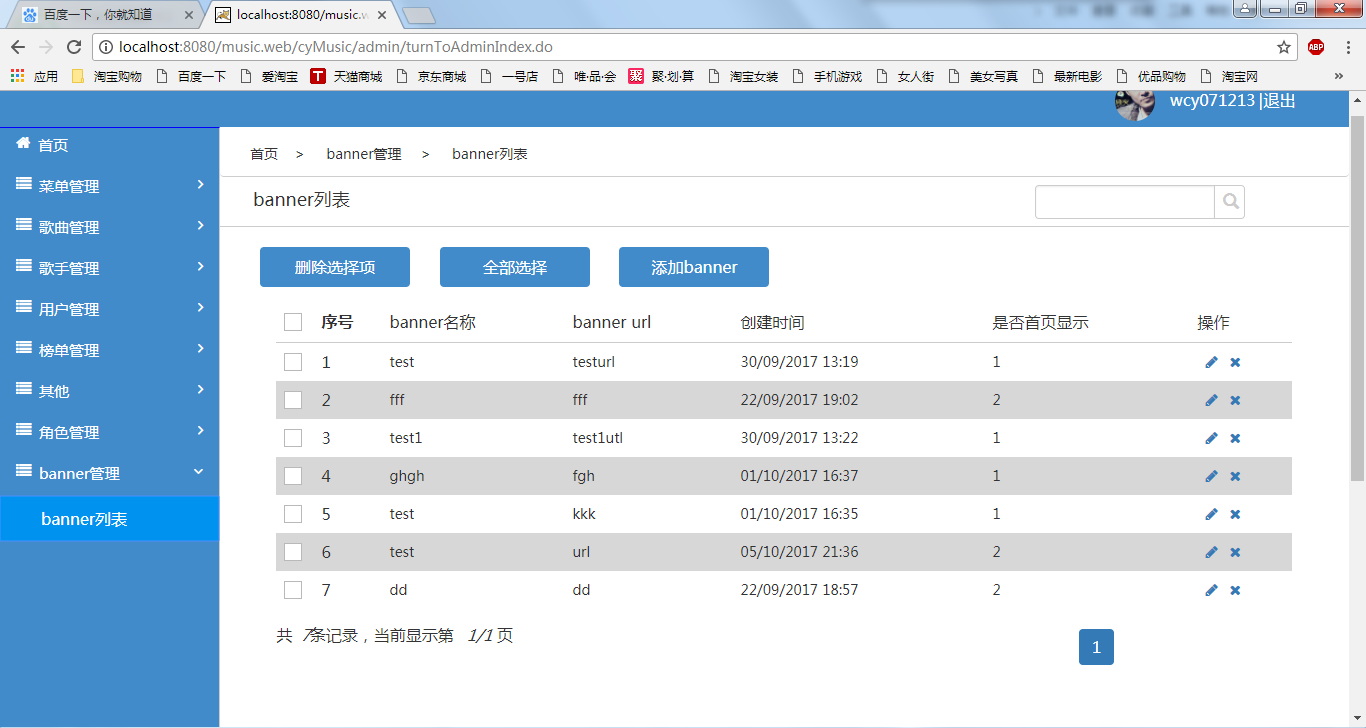 百度一下，你就知道
localhost:8080/music.w
localhost:8080/music.web/cyMusic/admin/turnToAdminIndex.do
ABP
应用 淘宝购物 百度一下 爱淘宝 T 天猫商城 京东商城 一号店 唯·品·会 聚 聚·划·算 淘宝女装 手机游戏 女人街 美女写真 最新电影 优品购物 淘宝网 »
wcy071213 |退出
首页
菜单管理
歌曲管理
歌手管理
用户管理
榜单管理
其他
角色管理
banner管理
banner列表
首页 > banner管理 > banner列表
banner列表
删除选择项 全部选择 添加banner
序号 banner名称 banner url 创建时间 是否首页显示 操作
1 test testurl 30/09/2017 13:19 1
2 fff fff 22/09/2017 19:02 2
3 test1 test1utl 30/09/2017 13:22 1
4 ghgh fgh 01/10/2017 16:37 1
5 test kkk 01/10/2017 16:35 1
6 test url 05/10/2017 21:36 2
7 dd dd 22/09/2017 18:57 2
共 7条记录，当前显示第 1/1 页
1